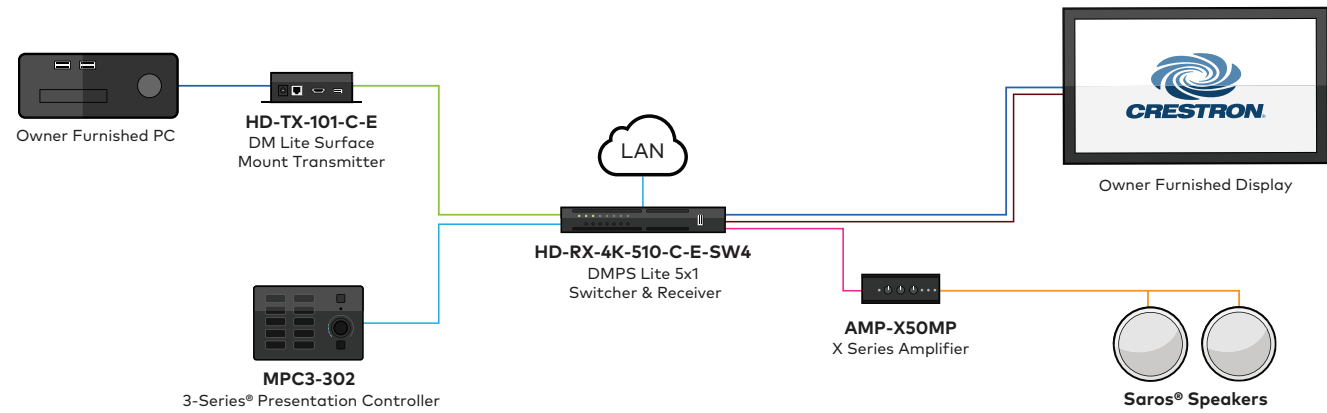 Owner Furnished PC
HD-TX-101-C-E
DM Lite Surface
Mount Transmitter
LAN
CRESTRON®
Owner Furnished Display
HD-RX-4K-510-C-E-SW4
DMPS Lite 5x1
Switcher & Receiver
MPC3-302
3-Series® Presentation Controller
AMP-X50MP
X Series Amplifier
Saros® Speakers